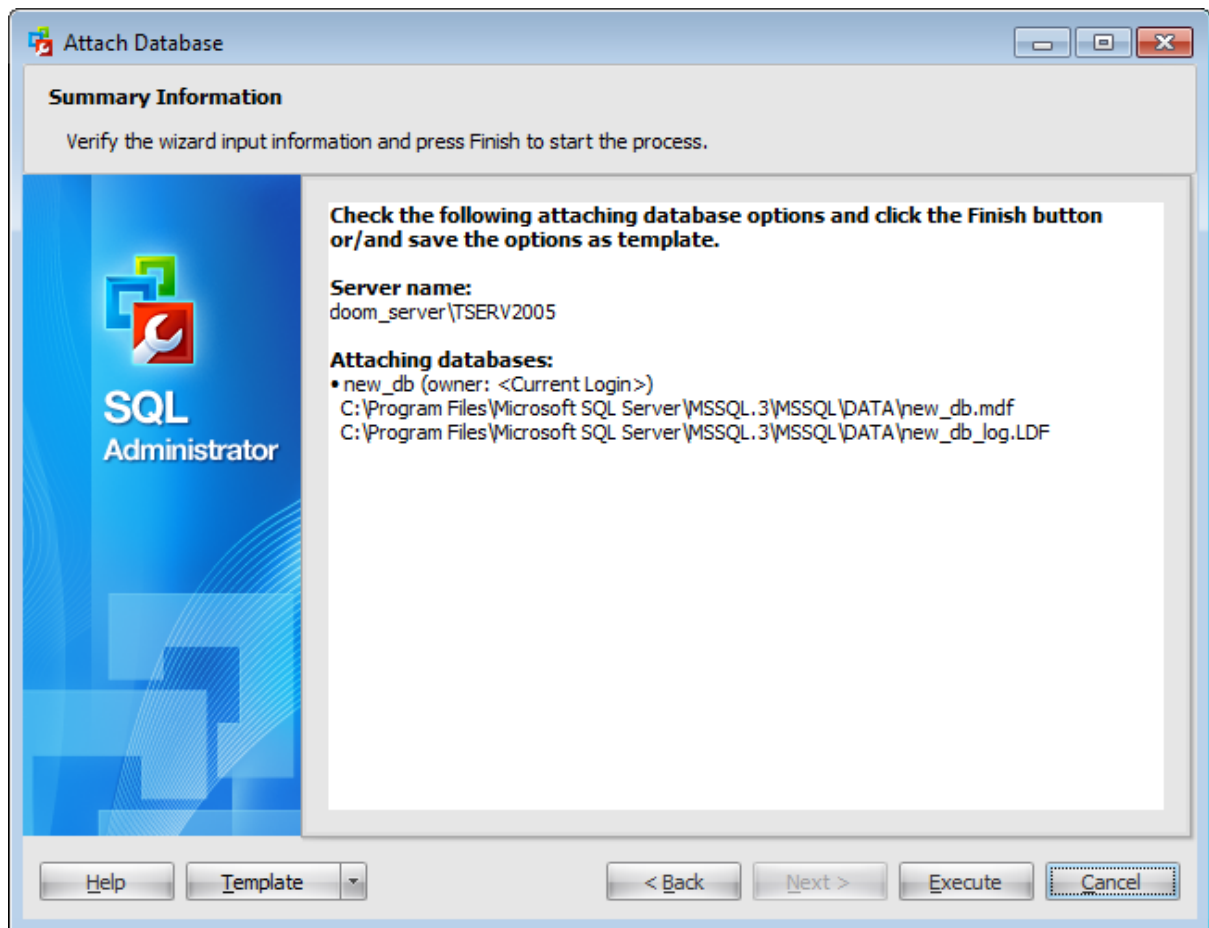 Attach Database
Summary Information
Verify the wizard input information and press Finish to start the process.
Check the following attaching database options and click the Finish button
or/and save the options as template.
Server name:
doom_server\TSERV2005
Attaching databases:
• new_db (owner: <Current Login>)
C:\Program Files\Microsoft SQL Server\MSSQL.3\MSSQL\DATA\new_db.mdf
C:\Program Files\Microsoft SQL Server\MSSQL.3\MSSQL\DATA\new_db_log.LDF
SQL
Administrator
Help
Template
< Back
Next >
Execute
Cancel